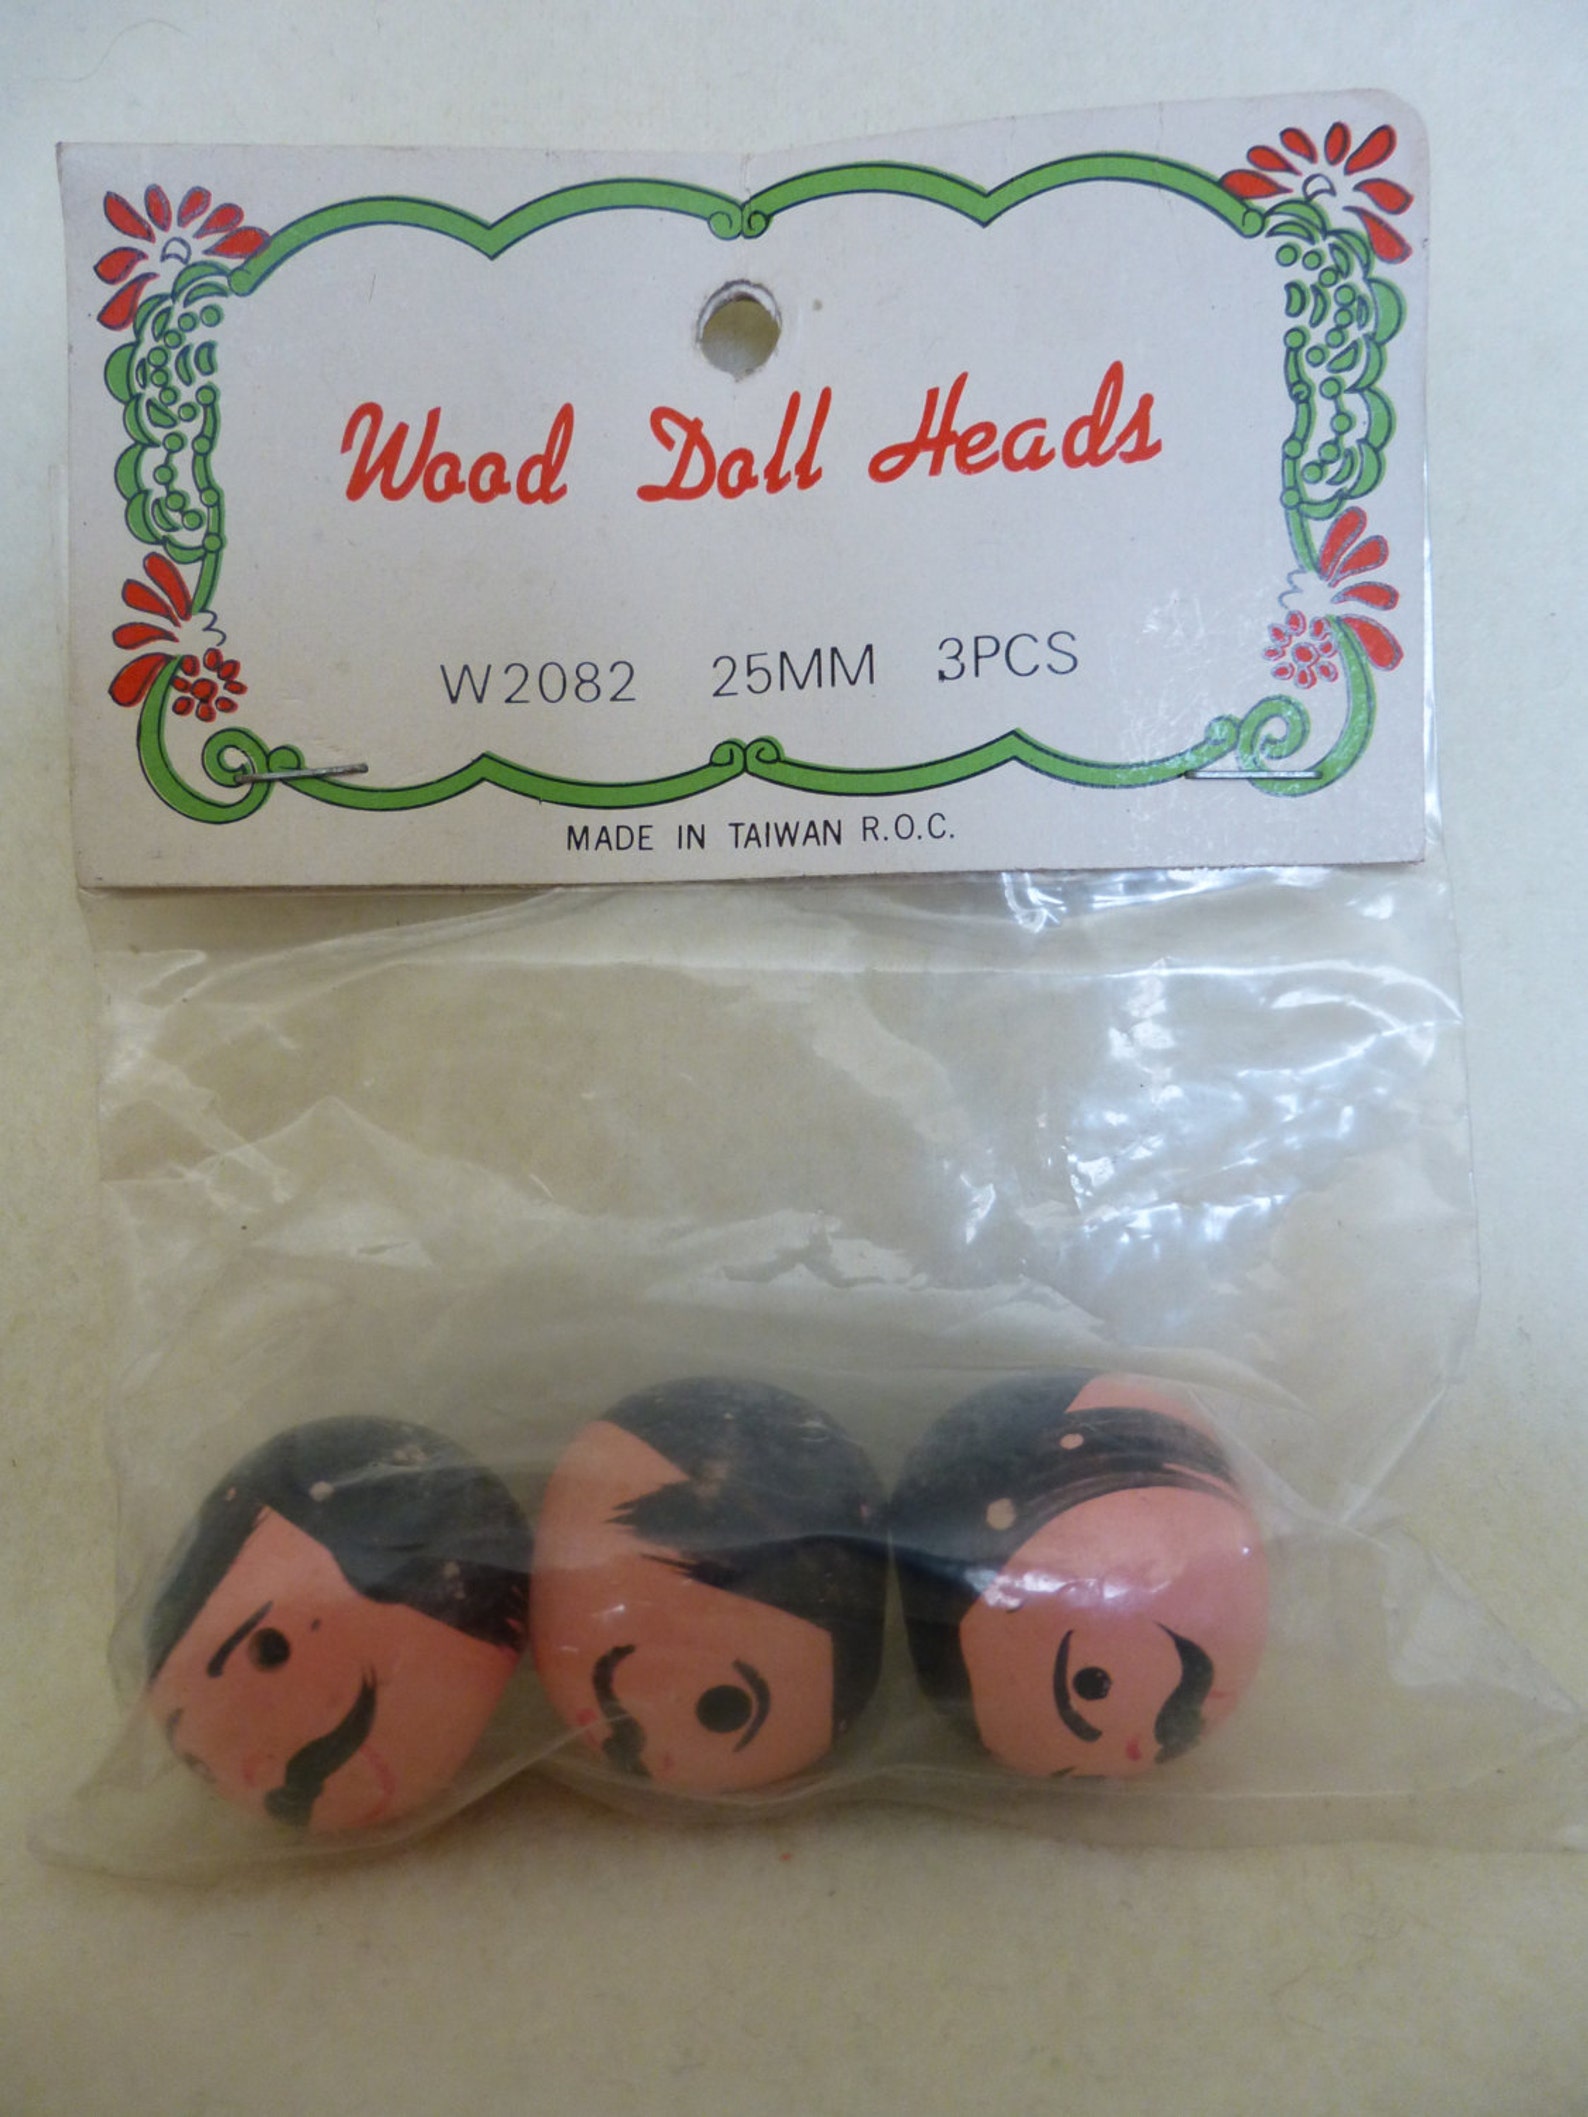 Wood Doll Heads
W2082 25MM 3PCS
MADE IN TAIWAN R.O.C.